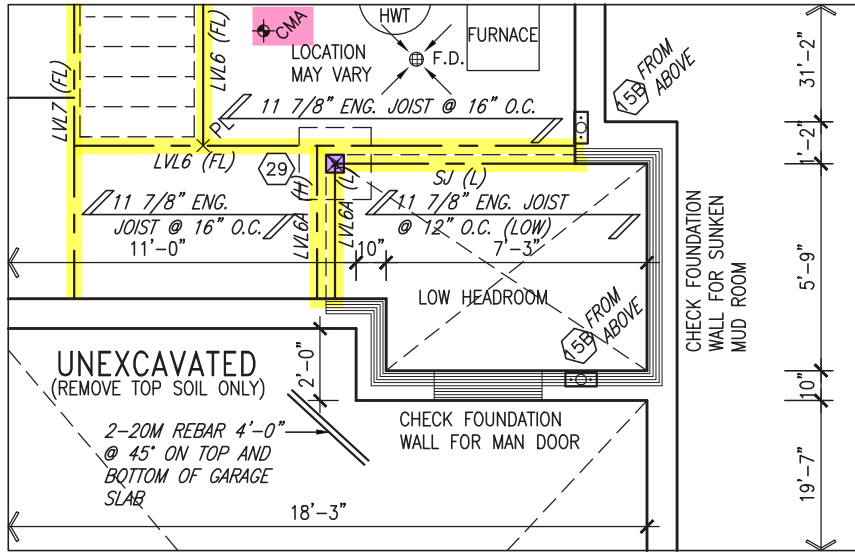 HWT
FURNACE
CMA
LOCATION
MAY VARY
F.D.
LVL7 (FL)
LVL6 (FL)
PL
11 7/8" ENG. JOIST @ 16" O.C.
15B
FROM
ABOVE
31'-2"
1'-2"
LVL6 (FL)
29
SJ (L)
LVL6A (H)
LVL6A (L)
11 7/8" ENG.
JOIST @ 16" O.C.
11 7/8" ENG. JOIST
@ 12" O.C. (LOW)
11'-0"
10"
7'-3"
5'-9"
LOW HEADROOM
CHECK FOUNDATION
WALL FOR SUNKEN
MUD ROOM
15B
FROM
ABOVE
UNEXCAVATED
(REMOVE TOP SOIL ONLY)
2'-0"
10"
2-20M REBAR 4'-0"
@ 45° ON TOP AND
BOTTOM OF GARAGE
SLAB
CHECK FOUNDATION
WALL FOR MAN DOOR
18'-3"
19'-7"